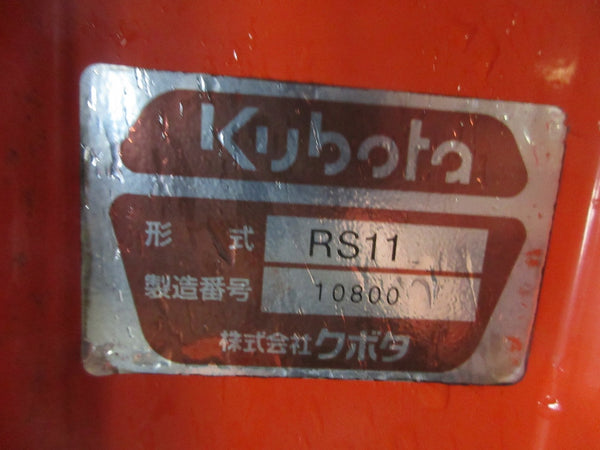 Kubota
形 式 RS11
製造番号 10800
株式会社クボタ